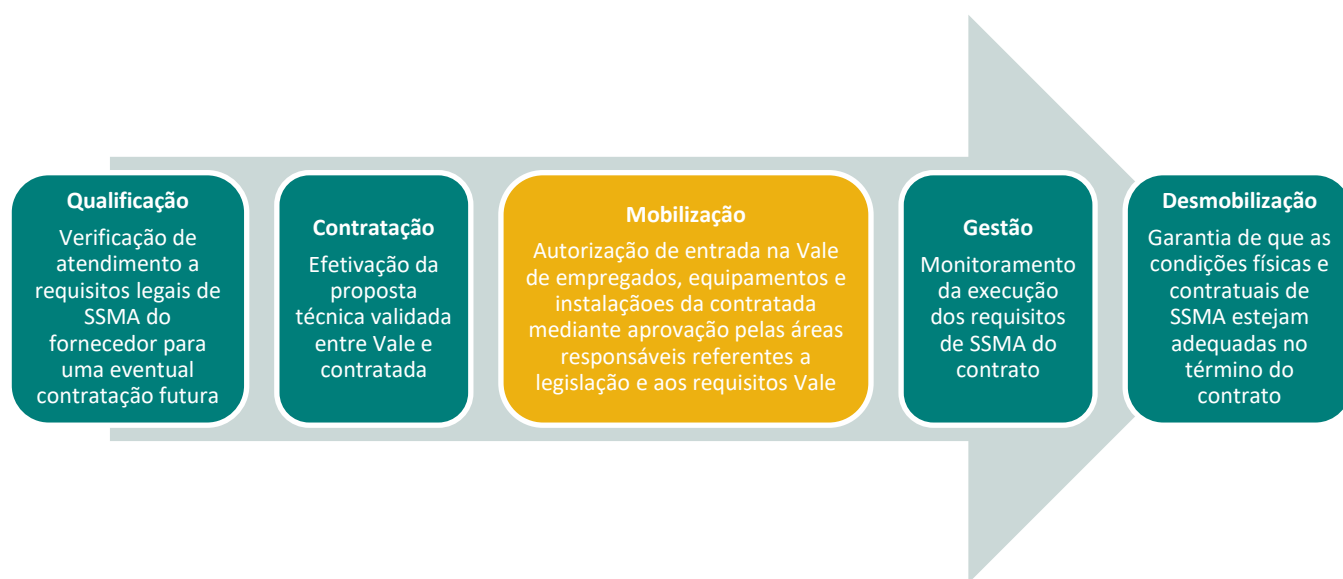 Qualificação
Verificação de
atendimento a
requisitos legais de
SSMA do
fornecedor para
uma eventual
contratação futura
Contratação
Efetivação da
proposta
técnica validada
entre Vale e
contratada
Mobilização
Autorização de entrada na Vale
de empregados, equipamentos e
instalações da contratada
mediante aprovação pelas áreas
responsáveis referentes a
legislação e aos requisitos Vale
Gestão
Monitoramento
da execução
dos requisitos
de SSMA do
contrato
Desmobilização
Garantia de que as
condições físicas e
contratuais de
SSMA estejam
adequadas no
término do
contrato